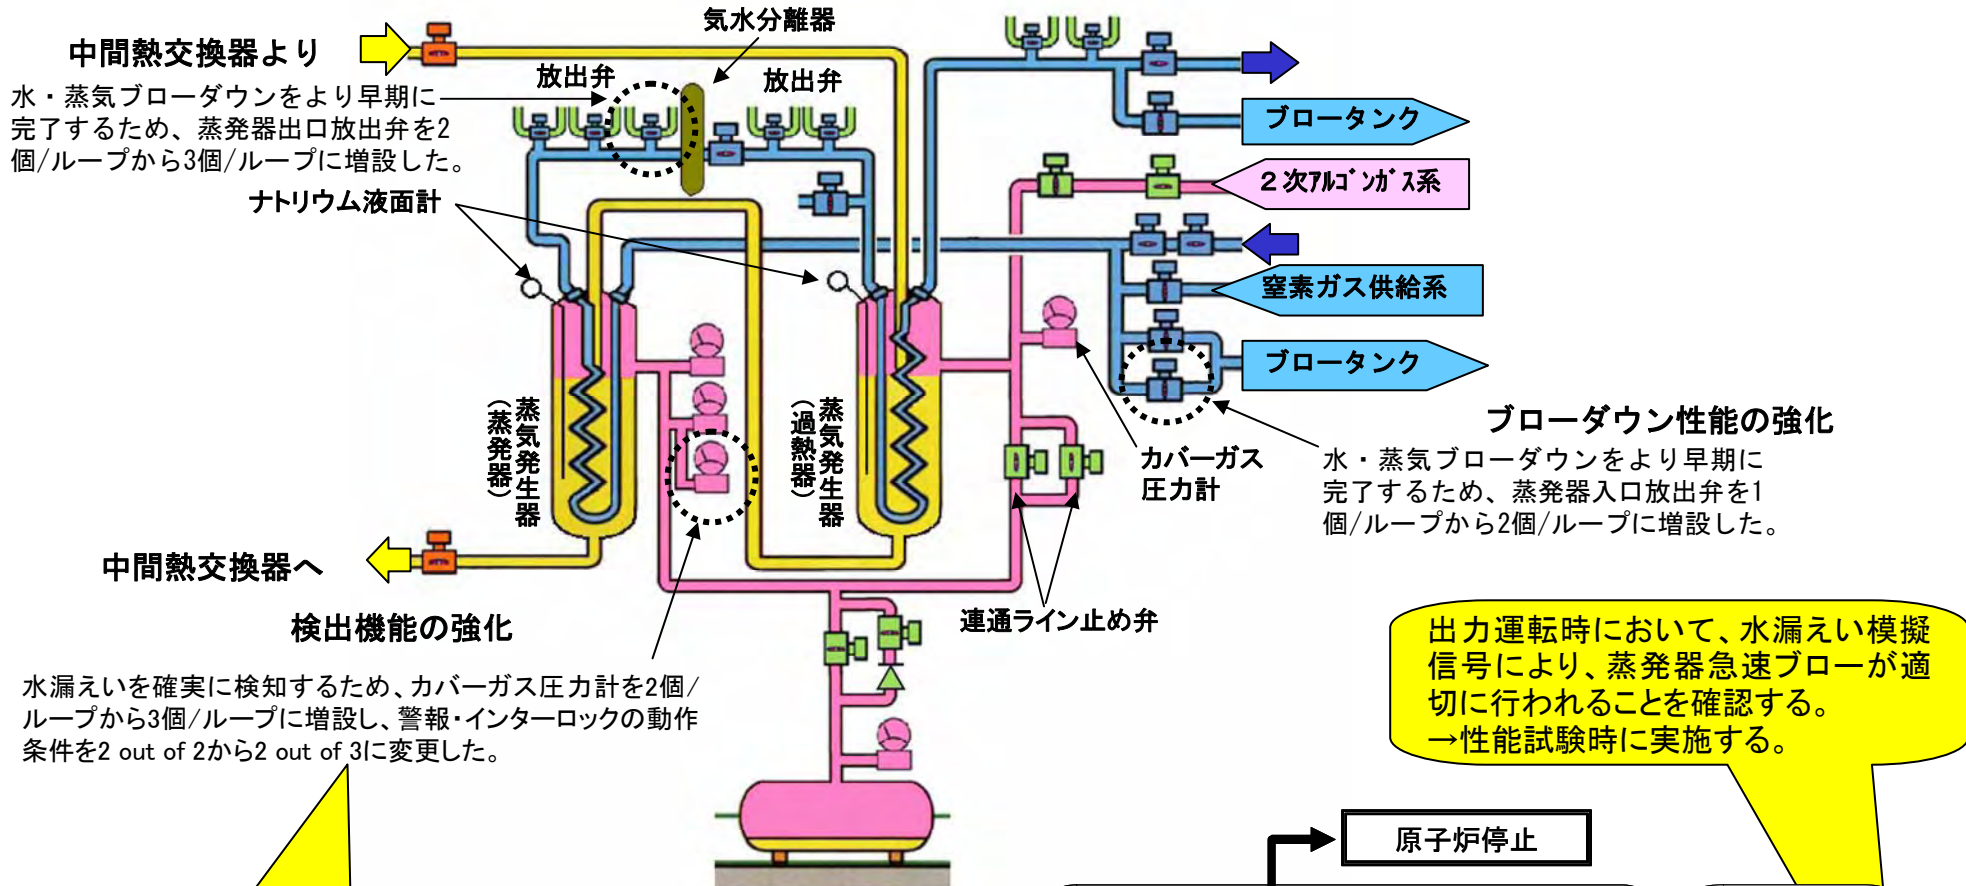 気水分離器
中間熱交換器より
放出弁
放出弁
水・蒸気ブローダウンをより早期に
完了するため、蒸発器出口放出弁を2
個/ループから3個/ループに増設した。
ブロータンク
2次ｱﾙｺﾞﾝｶﾞｽ系
ナトリウム液面計
窒素ガス供給系
ブロータンク
蒸気発生器
(蒸発器)
蒸気発生器
(過熱器)
カバーガス
圧力計
ブローダウン性能の強化
水・蒸気ブローダウンをより早期に
完了するため、蒸発器入口放出弁を1
個/ループから2個/ループに増設した。
中間熱交換器へ
連通ライン止め弁
検出機能の強化
水漏えいを確実に検知するため、カバーガス圧力計を2個/
ループから3個/ループに増設し、警報・インターロックの動作
条件を2 out of 2から2 out of 3に変更した。
出力運転時において、水漏えい模擬
信号により、蒸発器急速ブローが適
切に行われることを確認する。
→性能試験時に実施する。
原子炉停止